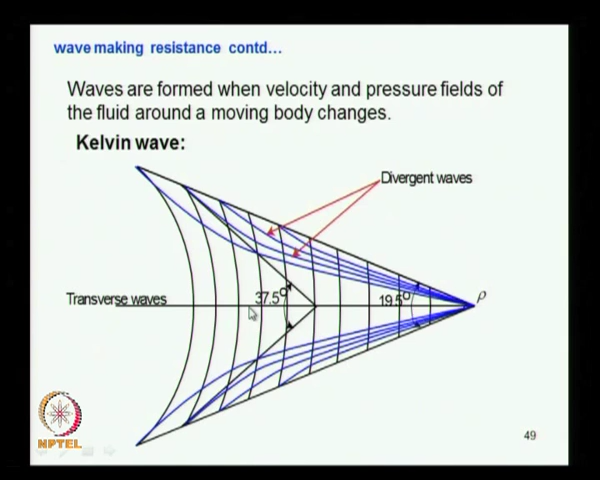 wave making resistance contd...
Waves are formed when velocity and pressure fields of
the fluid around a moving body changes.
Kelvin wave:
Divergent waves
Transverse waves
37.5°
19.5°
ρ
NPTEL
49